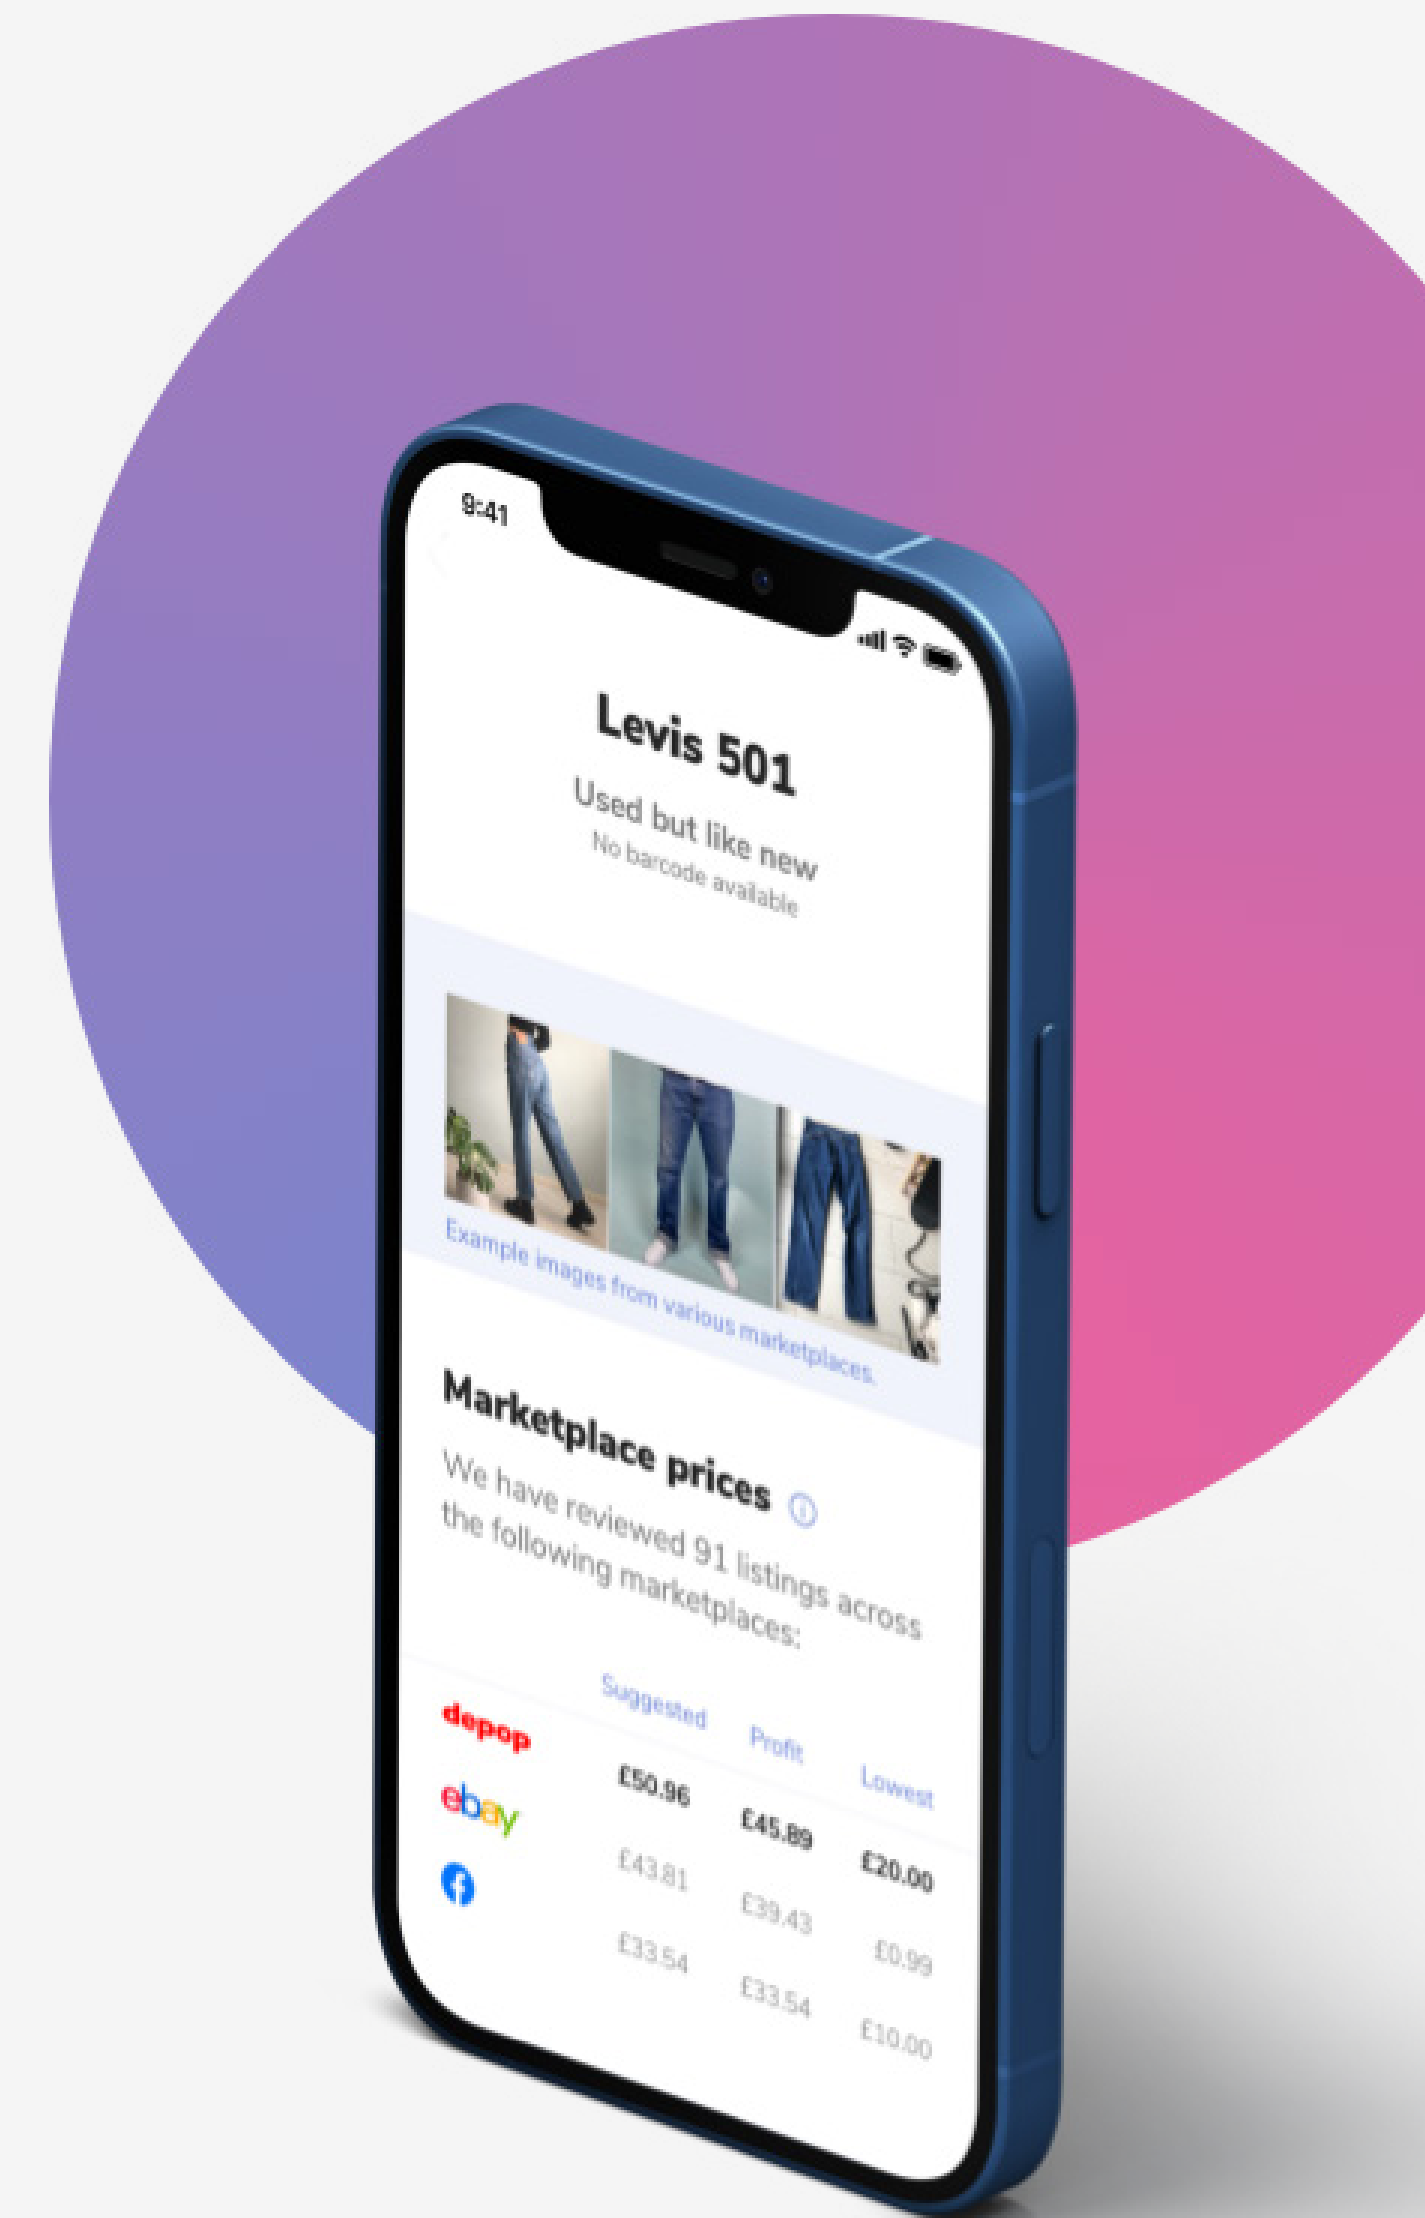 9:41
Levis 501
Used but like new
No barcode available
Example images from various marketplaces.
Marketplace prices
We have reviewed 91 listings across
the following marketplaces:
Suggested Profit Lowest
depop £50.96 £45.89 £20.00
ebay £43.81 £39.43 £0.99
£33.54 £33.54 £10.00